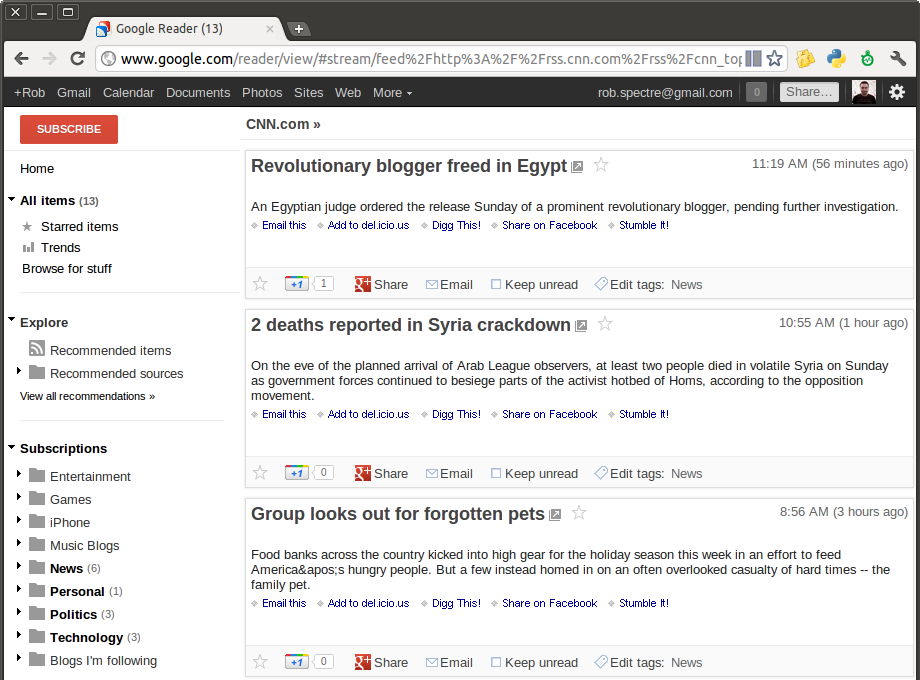 Google Reader (13)
www.google.com/reader/view/#stream/feed%2Fhttp%3A%2F%2Frss.cnn.com%2Frss%2Fcnn_top
+Rob Gmail Calendar Documents Photos Sites Web More rob.spectre@gmail.com 0 Share…
SUBSCRIBE
Home
All items (13)
Starred items
Trends
Browse for stuff
Explore
Recommended items
Recommended sources
View all recommendations »
Subscriptions
Entertainment
Games
iPhone
Music Blogs
News (6)
Personal (1)
Politics (3)
Technology (3)
Blogs I'm following
CNN.com »
Revolutionary blogger freed in Egypt 11:19 AM (56 minutes ago)
An Egyptian judge ordered the release Sunday of a prominent revolutionary blogger, pending further investigation.
Email this Add to del.icio.us Digg This! Share on Facebook Stumble It!
+1 1 g+ Share Email Keep unread Edit tags: News
2 deaths reported in Syria crackdown 10:55 AM (1 hour ago)
On the eve of the planned arrival of Arab League observers, at least two people died in volatile Syria on Sunday
as government forces continued to besiege parts of the activist hotbed of Homs, according to the opposition
movement.
Email this Add to del.icio.us Digg This! Share on Facebook Stumble It!
+1 0 g+ Share Email Keep unread Edit tags: News
Group looks out for forgotten pets 8:56 AM (3 hours ago)
Food banks across the country kicked into high gear for the holiday season this week in an effort to feed
America&apos;s hungry people. But a few instead homed in on an often overlooked casualty of hard times -- the
family pet.
Email this Add to del.icio.us Digg This! Share on Facebook Stumble It!
+1 0 g+ Share Email Keep unread Edit tags: News